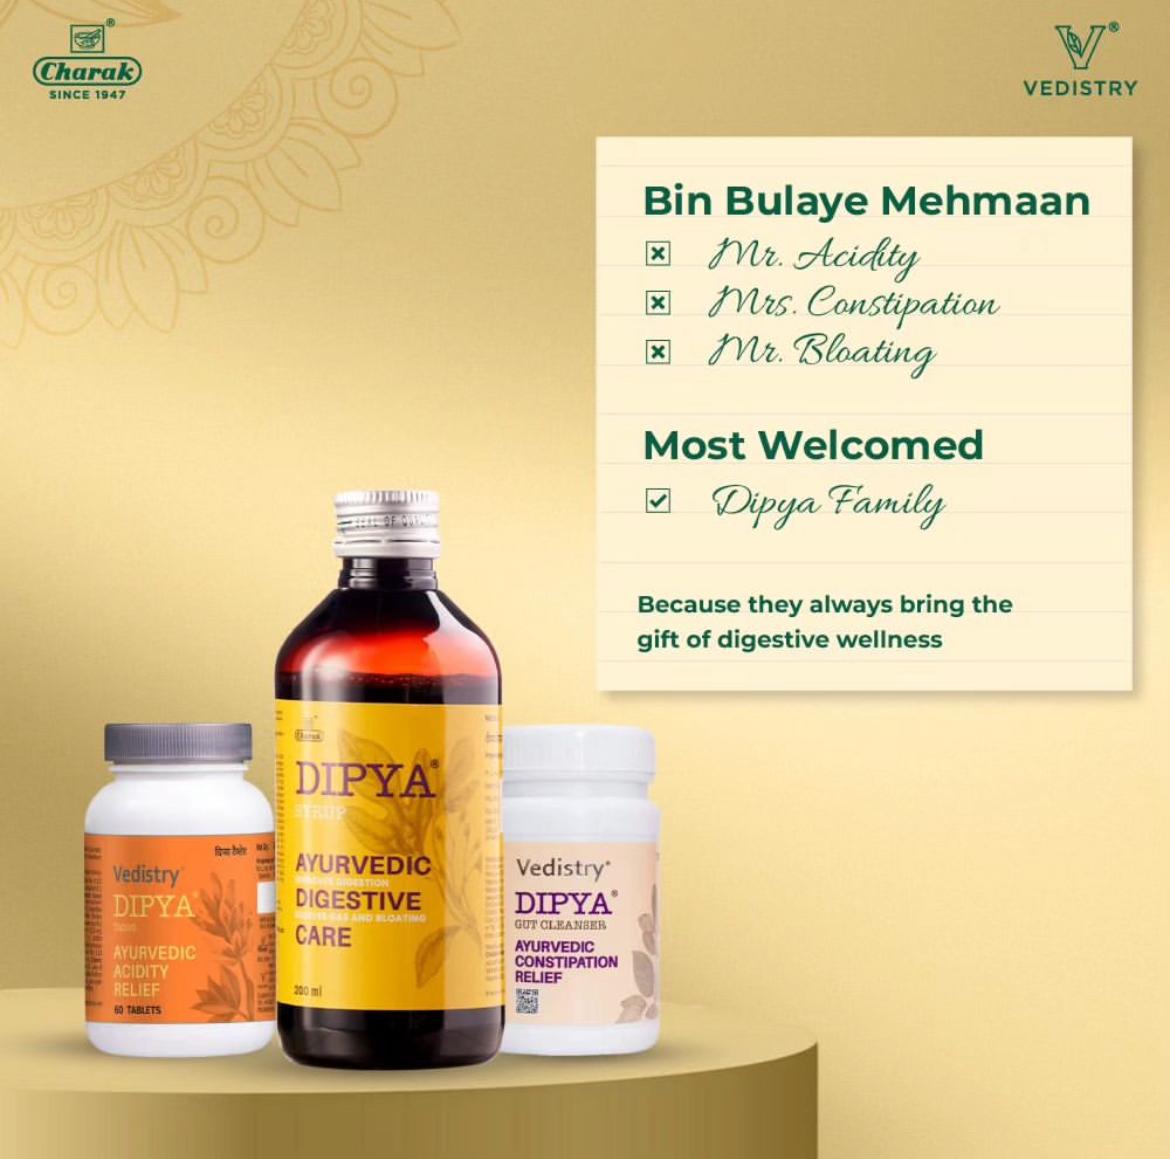 Charak
SINCE 1947
VEDISTRY
Bin Bulaye Mehmaan
Mr. Acidity
Mrs. Constipation
Mr. Bloating
Most Welcomed
Dipya Family
Because they always bring the
gift of digestive wellness
Vedistry
DIPYA
AYURVEDIC
ACIDITY
RELIEF
60 TABLETS
Charak
DIPYA®
SYRUP
AYURVEDIC
DIGESTIVE
CARE
200 ml
Vedistry®
DIPYA®
GUT CLEANSER
AYURVEDIC
CONSTIPATION
RELIEF